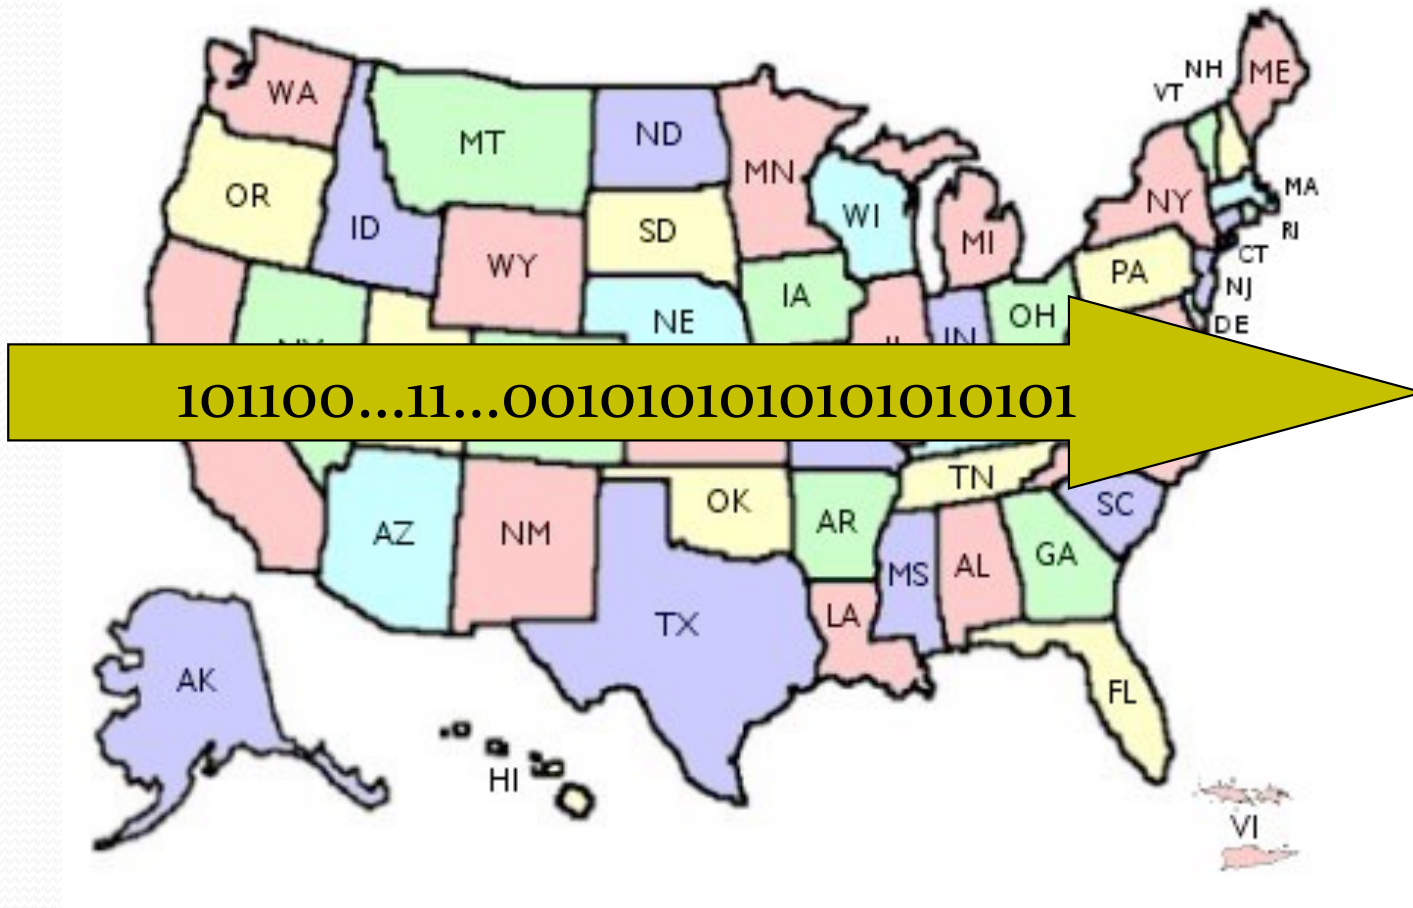 ME
NH
VT
WA
MT
ND
MN
OR
ID
WY
SD
WI
MI
NY
MA
RI
CT
PA
NJ
DE
NE
IA
IN
OH
101100...11...0010101010101010101
TN
SC
AZ
NM
OK
AR
MS
AL
GA
TX
LA
FL
AK
HI
VI